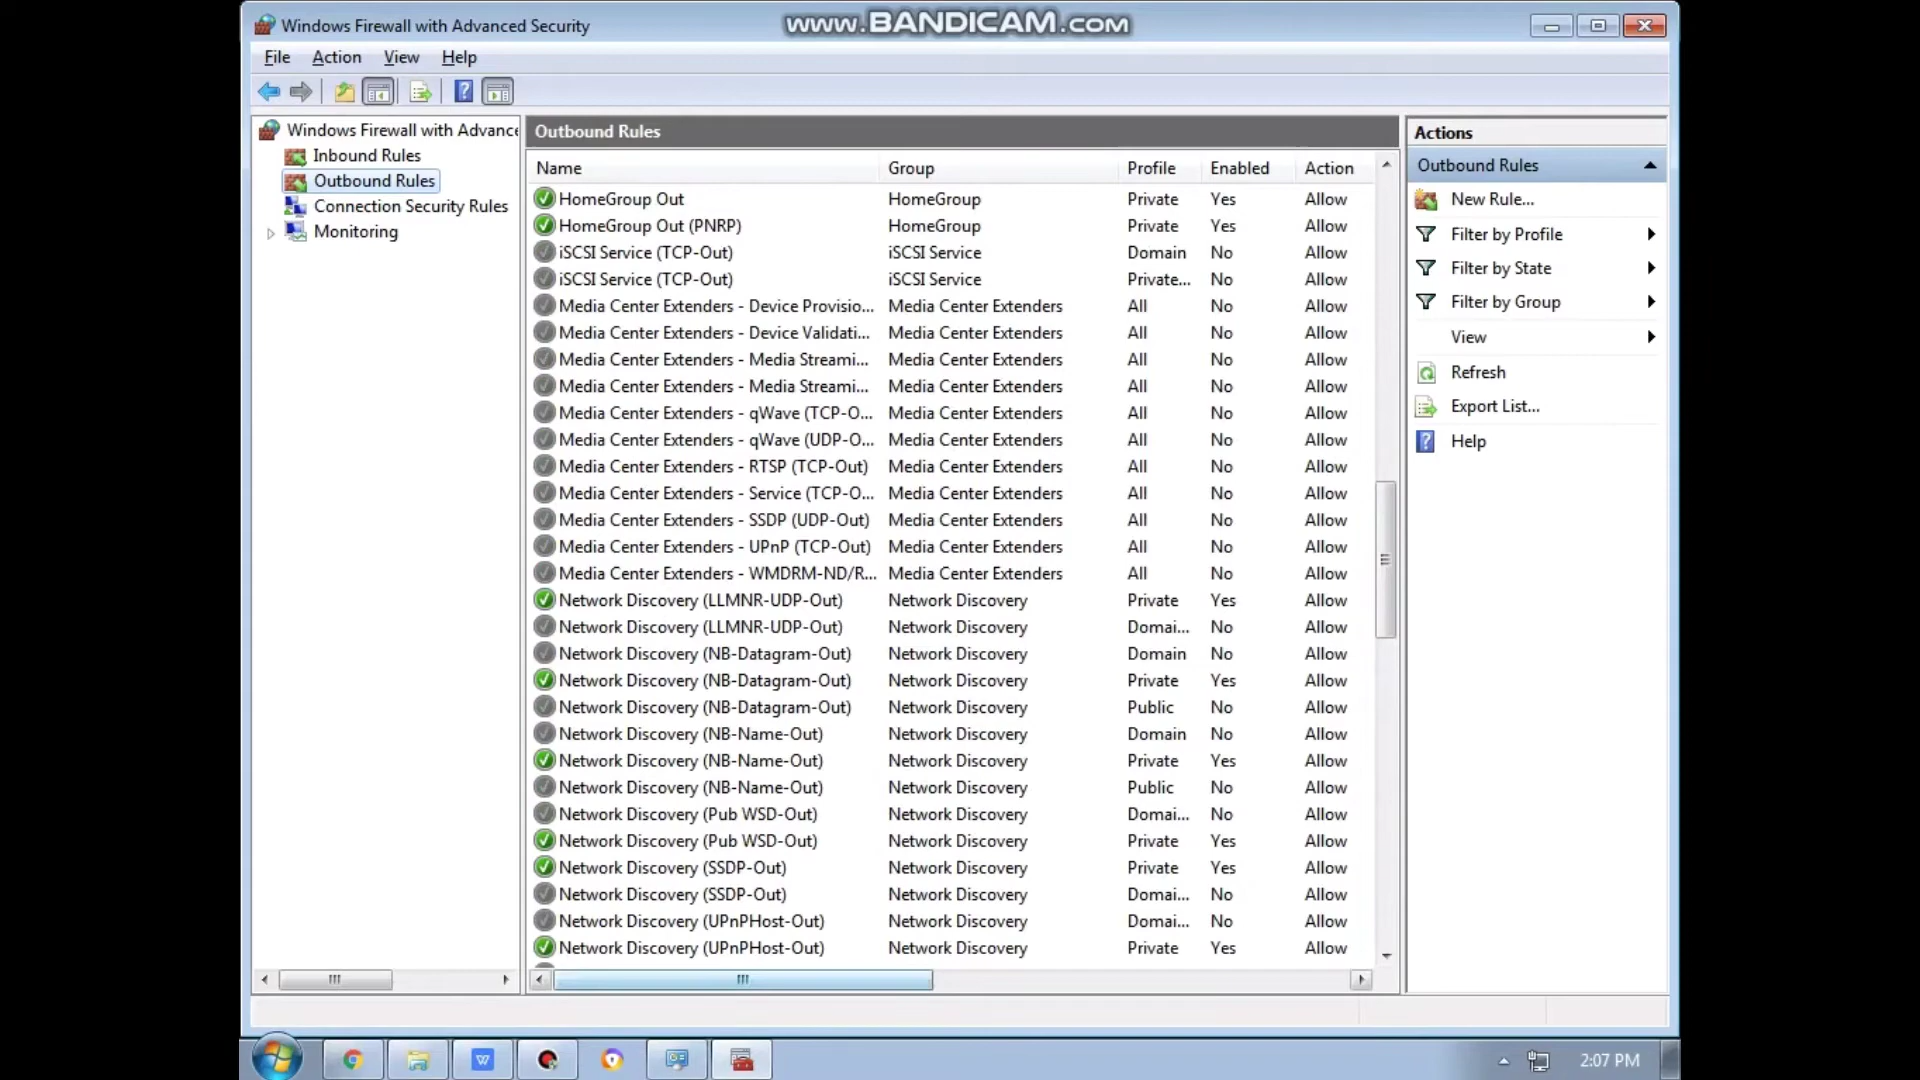 Windows Firewall with Advanced Security
www.BANDICAM.com
File Action View Help
Windows Firewall with Advance
Inbound Rules
Outbound Rules
Connection Security Rules
Monitoring
Outbound Rules
Name Group Profile Enabled Action
HomeGroup Out HomeGroup Private Yes Allow
HomeGroup Out (PNRP) HomeGroup Private Yes Allow
iSCSI Service (TCP-Out) iSCSI Service Domain No Allow
iSCSI Service (TCP-Out) iSCSI Service Private... No Allow
Media Center Extenders - Device Provisio... Media Center Extenders All No Allow
Media Center Extenders - Device Validati... Media Center Extenders All No Allow
Media Center Extenders - Media Streami... Media Center Extenders All No Allow
Media Center Extenders - Media Streami... Media Center Extenders All No Allow
Media Center Extenders - qWave (TCP-O... Media Center Extenders All No Allow
Media Center Extenders - qWave (UDP-O... Media Center Extenders All No Allow
Media Center Extenders - RTSP (TCP-Out) Media Center Extenders All No Allow
Media Center Extenders - Service (TCP-O... Media Center Extenders All No Allow
Media Center Extenders - SSDP (UDP-Out) Media Center Extenders All No Allow
Media Center Extenders - UPnP (TCP-Out) Media Center Extenders All No Allow
Media Center Extenders - WMDRM-ND/R... Media Center Extenders All No Allow
Network Discovery (LLMNR-UDP-Out) Network Discovery Private Yes Allow
Network Discovery (LLMNR-UDP-Out) Network Discovery Domai... No Allow
Network Discovery (NB-Datagram-Out) Network Discovery Domain No Allow
Network Discovery (NB-Datagram-Out) Network Discovery Private Yes Allow
Network Discovery (NB-Datagram-Out) Network Discovery Public No Allow
Network Discovery (NB-Name-Out) Network Discovery Domain No Allow
Network Discovery (NB-Name-Out) Network Discovery Private Yes Allow
Network Discovery (NB-Name-Out) Network Discovery Public No Allow
Network Discovery (Pub WSD-Out) Network Discovery Domai... No Allow
Network Discovery (Pub WSD-Out) Network Discovery Private Yes Allow
Network Discovery (SSDP-Out) Network Discovery Private Yes Allow
Network Discovery (SSDP-Out) Network Discovery Domai... No Allow
Network Discovery (UPnPHost-Out) Network Discovery Domai... No Allow
Network Discovery (UPnPHost-Out) Network Discovery Private Yes Allow
Actions
Outbound Rules
New Rule...
Filter by Profile
Filter by State
Filter by Group
View
Refresh
Export List...
Help
2:07 PM